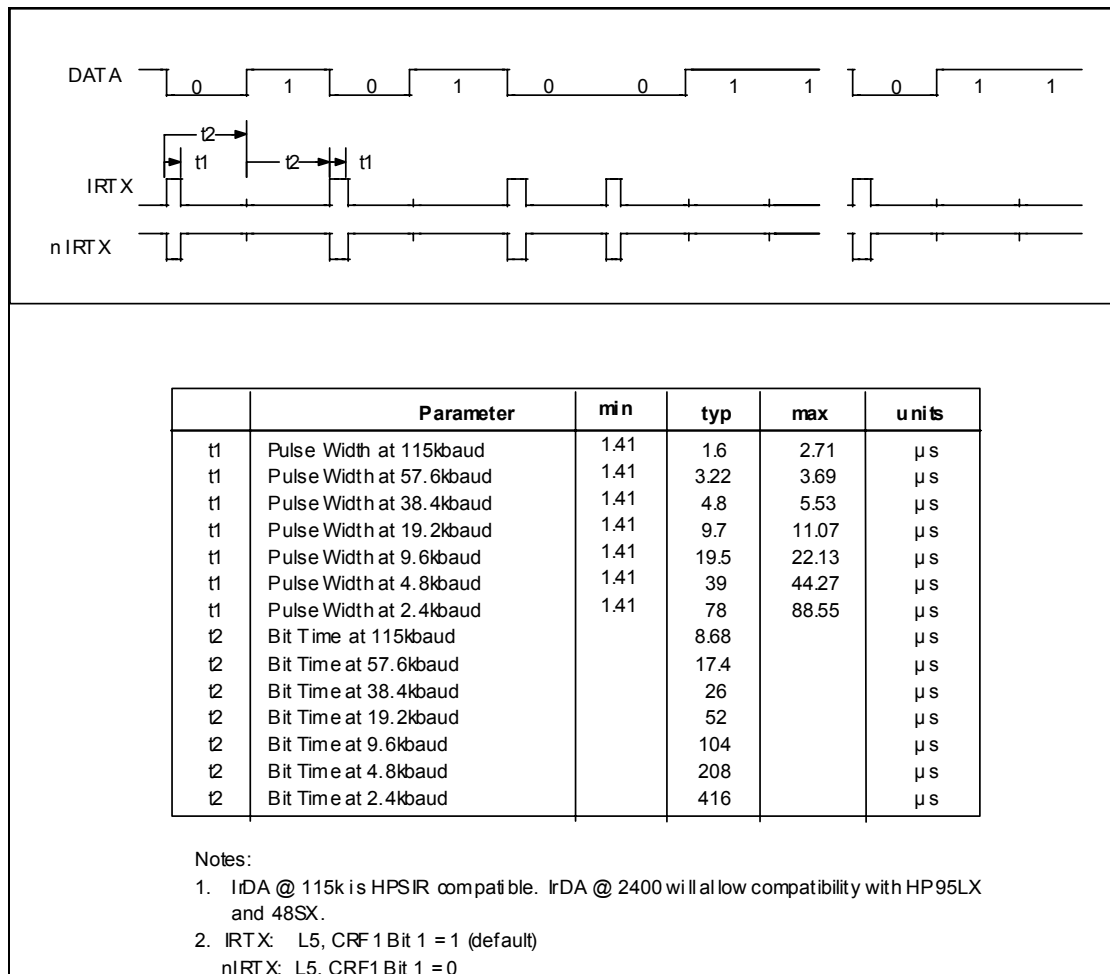 DATA 0 1 0 1 0 0 1 1 0 1 1
t2
t1 t2 t1
IRTX
nIRTX
Parameter min typ max units
t1 Pulse Width at 115kbaud 1.41 1.6 2.71 µs
t1 Pulse Width at 57.6kbaud 1.41 3.22 3.69 µs
t1 Pulse Width at 38.4kbaud 1.41 4.8 5.53 µs
t1 Pulse Width at 19.2kbaud 1.41 9.7 11.07 µs
t1 Pulse Width at 9.6kbaud 1.41 19.5 22.13 µs
t1 Pulse Width at 4.8kbaud 1.41 39 44.27 µs
t1 Pulse Width at 2.4kbaud 1.41 78 88.55 µs
t2 Bit Time at 115kbaud 8.68 µs
t2 Bit Time at 57.6kbaud 17.4 µs
t2 Bit Time at 38.4kbaud 26 µs
t2 Bit Time at 19.2kbaud 52 µs
t2 Bit Time at 9.6kbaud 104 µs
t2 Bit Time at 4.8kbaud 208 µs
t2 Bit Time at 2.4kbaud 416 µs
Notes:
1. IrDA @ 115k is HPSIR compatible. IrDA @ 2400 will allow compatibility with HP95LX
and 48SX.
2. IRTX: L5, CRF1 Bit 1 = 1 (default)
nIRTX: L5, CRF1 Bit 1 = 0